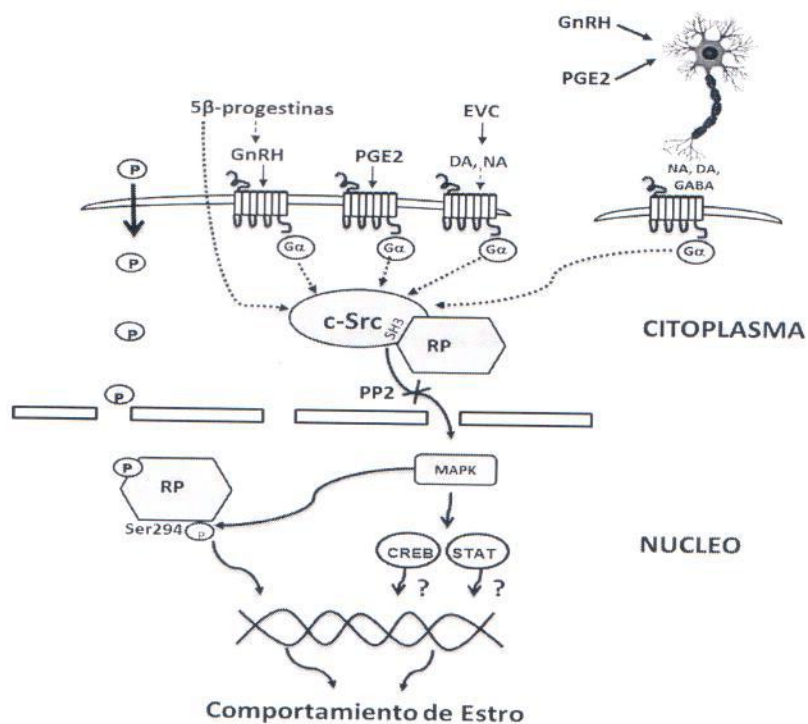 GnRH
PGE2
5β-progestinas
EVC
GnRH
PGE2
DA, NA
NA, DA,
GABA
P
Gα
Gα
Gα
Gα
P
c-Src
SH3
RP
CITOPLASMA
P
PP2
P
P
RP
MAPK
Ser294
P
CREB
STAT
NUCLEO
?
?
Comportamiento de Estro